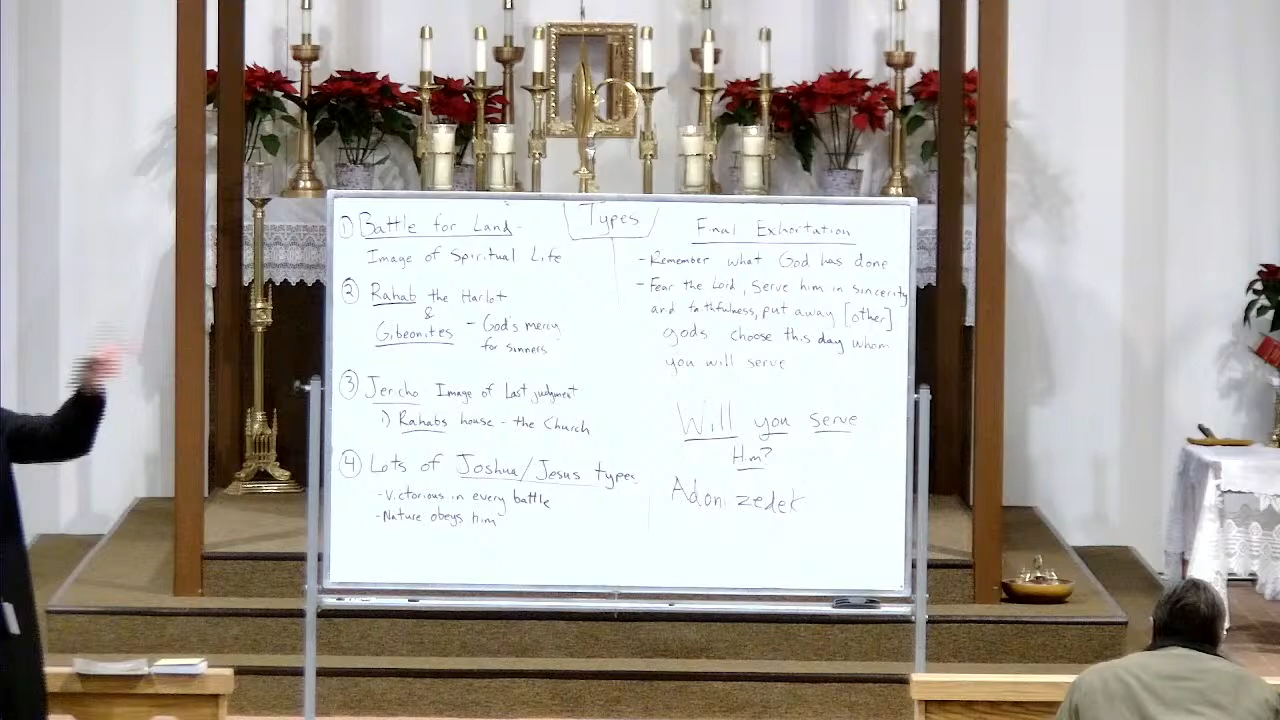 Types
1) Battle for Land -
Image of Spiritual Life
2 Rahab the Harlot
&
Gibeonites - God's mercy
for sinners
3 Jericho Image of Last judgment
1) Rahabs house - the Church
4 Lots of Joshua/Jesus types
- Victorious in every battle
- Nature obeys him
Final Exhortation
- Remember what God has done
- Fear the Lord, Serve him in sincerity
and faithfulness, put away [other]
gods choose this day whom
you will serve
Will you serve
Him?
Adoni zedek